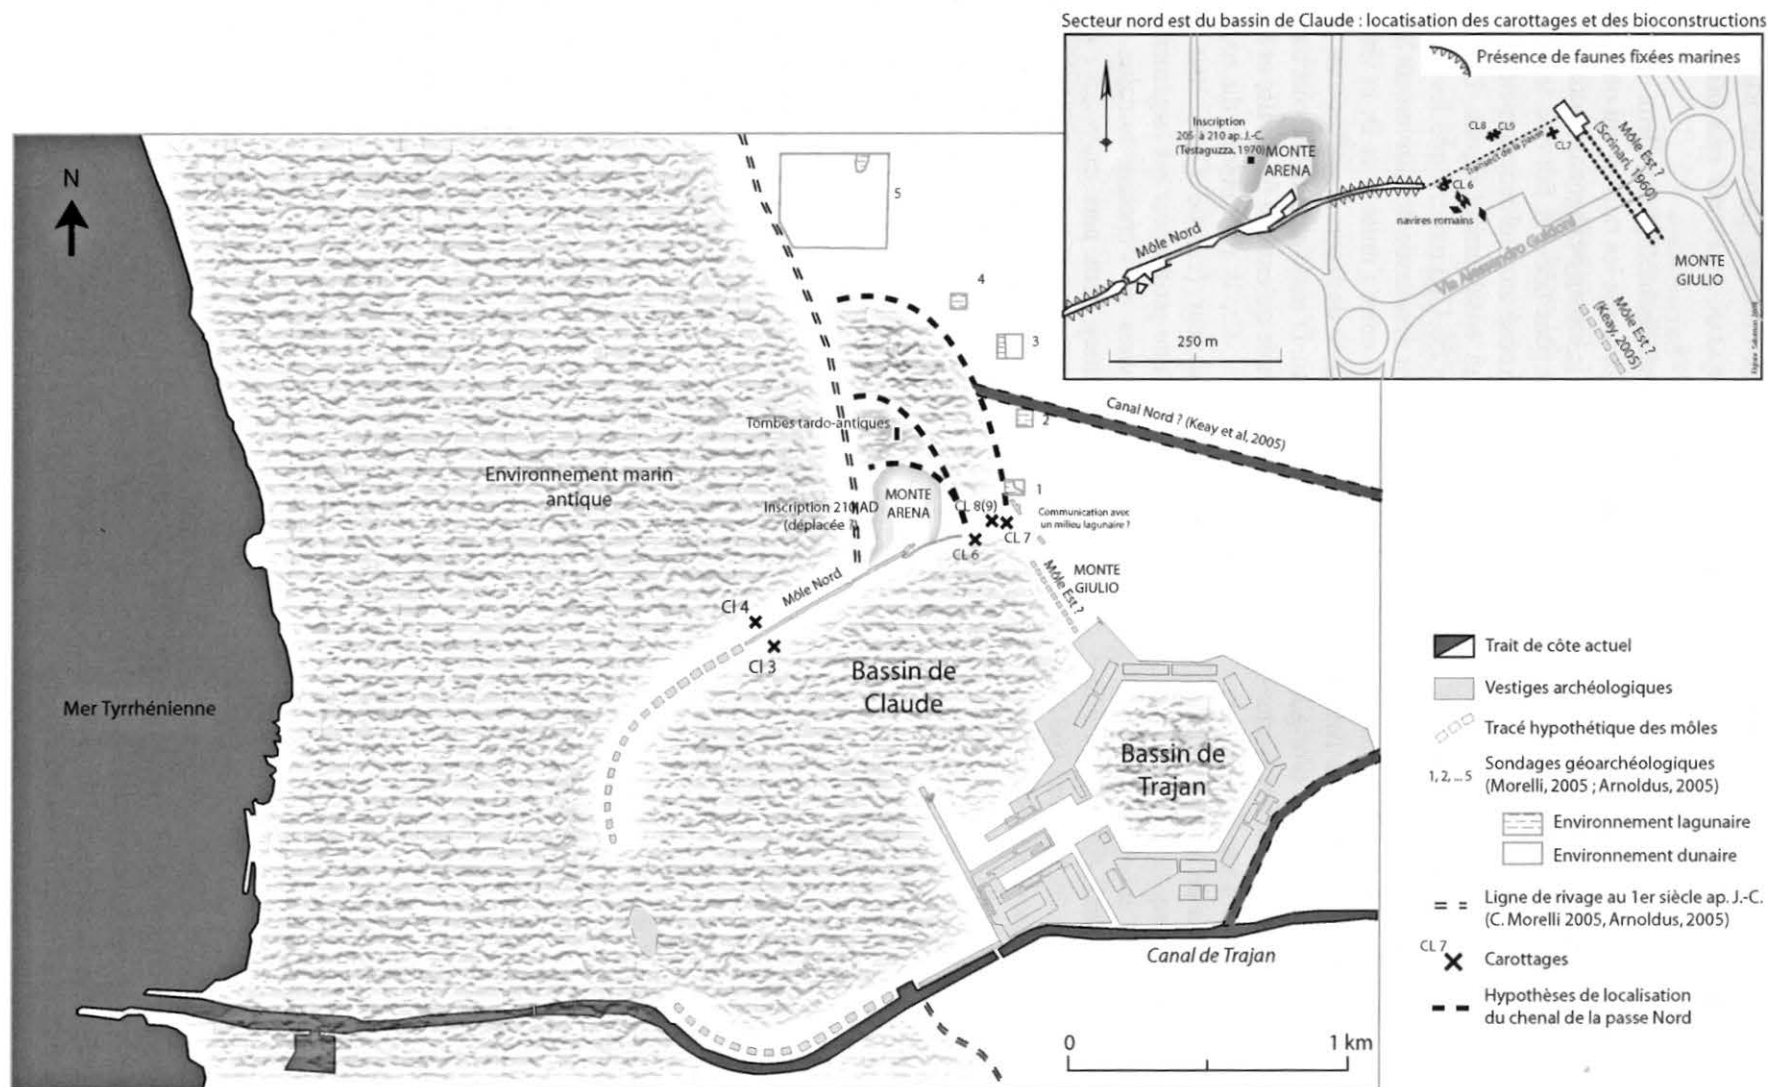 Secteur nord est du bassin de Claude : locatisation des carottages et des bioconstructions
Présence de faunes fixées marines
Inscription
205 à 210 ap. J.-C.
(Testaguzza, 1970)
MONTE
ARENA
CL8
CL9
CL7
Transect de la passe
Môle Est ?
(Scrinari, 1960)
CL 6
navires romains
Môle Nord
Via Alessandro Guidoni
MONTE
GIULIO
Môle Est ?
(Keay, 2005)
250 m
N
5
4
3
2
1
Canal Nord ? (Keay et al, 2005)
Tombes tardo-antiques
Environnement marin
antique
MONTE
ARENA
Inscription 210 AD
(déplacée ?)
CL 8(9)
CL 7
CL 6
Communication avec
un milieu lagunaire ?
Môle Nord
Môle Est ?
MONTE
GIULIO
Cl 4
Cl 3
Mer Tyrrhénienne
Bassin de
Claude
Bassin de
Trajan
Canal de Trajan
0
1 km
Trait de côte actuel
Vestiges archéologiques
Tracé hypothétique des môles
1, 2, ... 5
Sondages géoarchéologiques
(Morelli, 2005 ; Arnoldus, 2005)
Environnement lagunaire
Environnement dunaire
Ligne de rivage au 1er siècle ap. J.-C.
(C. Morelli 2005, Arnoldus, 2005)
CL 7
Carottages
Hypothèses de localisation
du chenal de la passe Nord